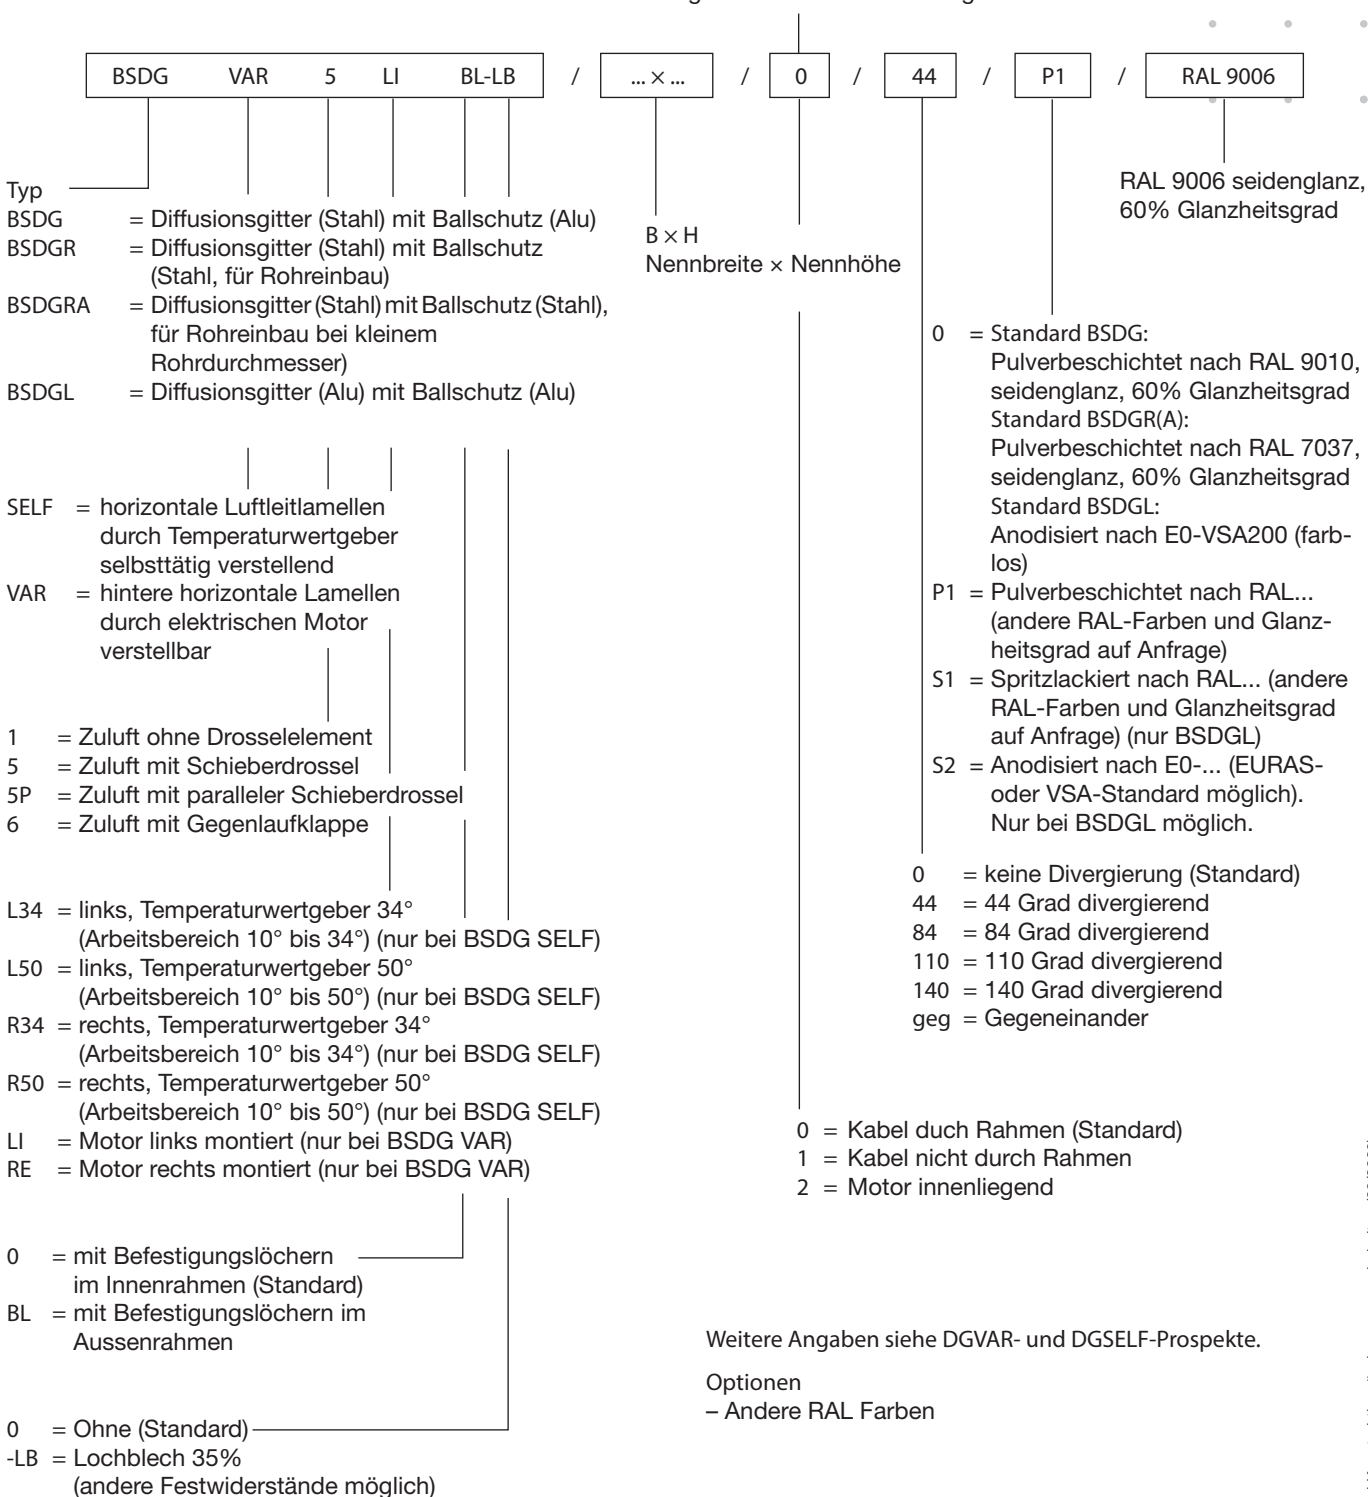 BSDG VAR 5 LI BL-LB / ... × ... / 0 / 44 / P1 / RAL 9006
RAL 9006 seidenglanz,
60% Glanzheitsgrad
Typ
BSDG = Diffusionsgitter (Stahl) mit Ballschutz (Alu)
BSDGR = Diffusionsgitter (Stahl) mit Ballschutz
(Stahl, für Rohreinbau)
BSDGRA = Diffusionsgitter (Stahl) mit Ballschutz (Stahl),
für Rohreinbau bei kleinem
Rohrdurchmesser)
BSDGL = Diffusionsgitter (Alu) mit Ballschutz (Alu)
B × H
Nennbreite × Nennhöhe
SELF = horizontale Luftleitlamellen
durch Temperaturwertgeber
selbsttätig verstellend
VAR = hintere horizontale Lamellen
durch elektrischen Motor
verstellbar
1 = Zuluft ohne Drosselelement
5 = Zuluft mit Schieberdrossel
5P = Zuluft mit paralleler Schieberdrossel
6 = Zuluft mit Gegenlaufklappe
L34 = links, Temperaturwertgeber 34°
(Arbeitsbereich 10° bis 34°) (nur bei BSDG SELF)
L50 = links, Temperaturwertgeber 50°
(Arbeitsbereich 10° bis 50°) (nur bei BSDG SELF)
R34 = rechts, Temperaturwertgeber 34°
(Arbeitsbereich 10° bis 34°) (nur bei BSDG SELF)
R50 = rechts, Temperaturwertgeber 50°
(Arbeitsbereich 10° bis 50°) (nur bei BSDG SELF)
LI = Motor links montiert (nur bei BSDG VAR)
RE = Motor rechts montiert (nur bei BSDG VAR)
0 = mit Befestigungslöchern
im Innenrahmen (Standard)
BL = mit Befestigungslöchern im
Aussenrahmen
0 = Ohne (Standard)
-LB = Lochblech 35%
(andere Festwiderstände möglich)
0 = Standard BSDG:
Pulverbeschichtet nach RAL 9010,
seidenglanz, 60% Glanzheitsgrad
Standard BSDGR(A):
Pulverbeschichtet nach RAL 7037,
seidenglanz, 60% Glanzheitsgrad
Standard BSDGL:
Anodisiert nach E0-VSA200 (farb-
los)
P1 = Pulverbeschichtet nach RAL...
(andere RAL-Farben und Glanz-
heitsgrad auf Anfrage)
S1 = Spritzlackiert nach RAL... (andere
RAL-Farben und Glanzheitsgrad
auf Anfrage) (nur BSDGL)
S2 = Anodisiert nach E0-... (EURAS-
oder VSA-Standard möglich).
Nur bei BSDGL möglich.
0 = keine Divergierung (Standard)
44 = 44 Grad divergierend
84 = 84 Grad divergierend
110 = 110 Grad divergierend
140 = 140 Grad divergierend
geg = Gegeneinander
0 = Kabel duch Rahmen (Standard)
1 = Kabel nicht durch Rahmen
2 = Motor innenliegend
Weitere Angaben siehe DGVAR- und DGSELF-Prospekte.
Optionen
– Andere RAL Farben